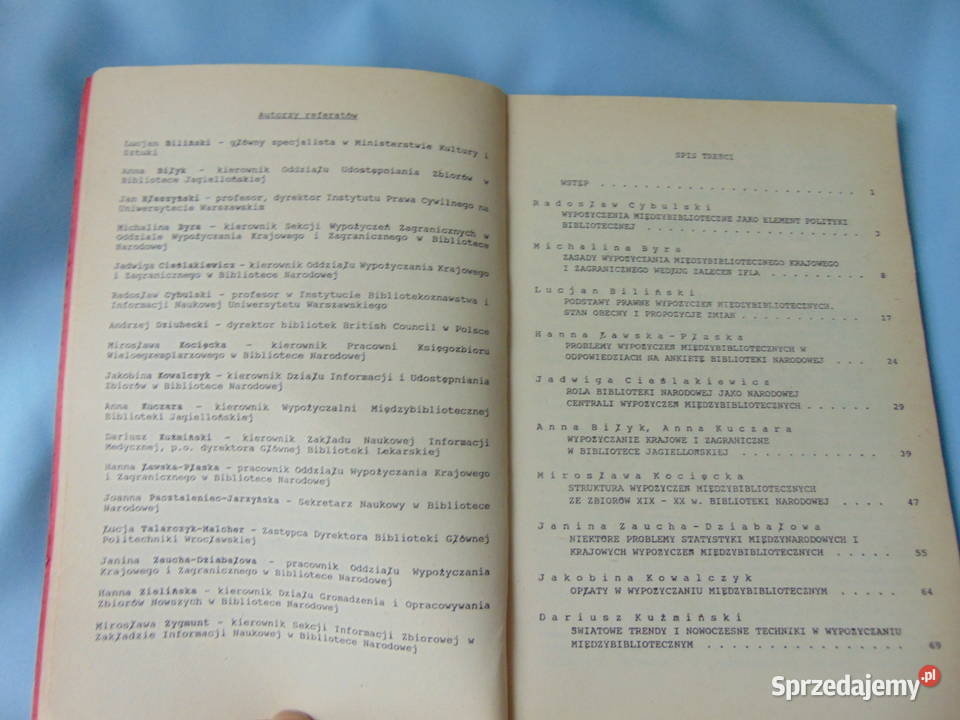 Autorzy referatów
Lucjan Biliński - główny specjalista w Ministerstwie Kultury i
Sztuki
Anna Bilyk - kierownik Oddziału Udostępniania Zbiorów w
Bibliotece Jagiellońskiej
Jan Błeszyński - profesor, dyrektor Instytutu Prawa Cywilnego na
Uniwersytecie Warszawskim
Michalina Byra - kierownik Sekcji Wypożyczeń Zagranicznych w
Oddziale Wypożyczania Krajowego i Zagranicznego w Bibliotece
Narodowej
Jadwiga Cieślakiewicz - kierownik Oddziału Wypożyczania Krajowego
i Zagranicznego w Bibliotece Narodowej
Radosław Cybulski - profesor w Instytucie Bibliotekoznawstwa i
Informacji Naukowej Uniwersytetu Warszawskiego
Andrzej Dziubecki - dyrektor bibliotek British Council w Polsce
Mirosława Kocięcka - kierownik Pracowni Księgozbioru
Wieloegzemplarzowego w Bibliotece Narodowej
Jakobina Kowalczyk - kierownik Działu Informacji i Udostępniania
Zbiorów w Bibliotece Narodowej
Anna Kuczara - kierownik Wypożyczalni Międzybibliotecznej
Biblioteki Jagiellońskiej
Dariusz Kuźmiński - kierownik Zakładu Naukowej Informacji
Medycznej, p.o. dyrektora Głównej Biblioteki Lekarskiej
Hanna Ławska-Płaska - pracownik Oddziału Wypożyczania Krajowego
i Zagranicznego w Bibliotece Narodowej
Joanna Pasztaleniec-Jarzyńska - Sekretarz Naukowy w Bibliotece
Narodowej
Łucja Talarczyk-Malcher - Zastępca Dyrektora Biblioteki Głównej
Politechniki Wrocławskiej
Janina Zaucha-Dziabałowa - pracownik Oddziału Wypożyczania
Krajowego i Zagranicznego w Bibliotece Narodowej
Hanna Zielińska - kierownik Działu Gromadzenia i Opracowywania
Zbiorów Nowszych w Bibliotece Narodowej
Mirosława Zygmunt - kierownik Sekcji Informacji Zbiorowej w
Zakładzie Informacji Naukowej w Bibliotece Narodowej
SPIS TREŚCI
WSTĘP . . . . . . . . . . . . . . . . . . . . 1
Radosław Cybulski
WYPOŻYCZENIA MIĘDZYBIBLIOTECZNE JAKO ELEMENT POLITYKI
BIBLIOTECZNEJ . . . . . . . . . . . . . . . . . 3
Michalina Byra
ZASADY WYPOŻYCZANIA MIĘDZYBIBLIOTECZNEGO KRAJOWEGO
I ZAGRANICZNEGO WEDŁUG ZALECEŃ IFLA . . . . . . . 8
Lucjan Biliński
PODSTAWY PRAWNE WYPOŻYCZEŃ MIĘDZYBIBLIOTECZNYCH.
STAN OBECNY I PROPOZYCJE ZMIAN . . . . . . . . . 17
Hanna Ławska-Płaska
PROBLEMY WYPOŻYCZEŃ MIĘDZYBIBLIOTECZNYCH W
ODPOWIEDZIACH NA ANKIETĘ BIBLIOTEKI NARODOWEJ . . . . 24
Jadwiga Cieślakiewicz
ROLA BIBLIOTEKI NARODOWEJ JAKO NARODOWEJ
CENTRALI WYPOŻYCZEŃ MIĘDZYBIBLIOTECZNYCH . . . . . . 29
Anna Bilyk, Anna Kuczara
WYPOŻYCZANIE KRAJOWE I ZAGRANICZNE
W BIBLIOTECE JAGIELLOŃSKIEJ . . . . . . . . . . 39
Mirosława Kocięcka
STRUKTURA WYPOŻYCZEŃ MIĘDZYBIBLIOTECZNYCH
ZE ZBIORÓW XIX - XX w. BIBLIOTEKI NARODOWEJ . . . . 47
Janina Zaucha-Dziabałowa
NIEKTÓRE PROBLEMY STATYSTYKI MIĘDZYNARODOWYCH I
KRAJOWYCH WYPOŻYCZEŃ MIĘDZYBIBLIOTECZNYCH . . . . . 55
Jakobina Kowalczyk
OPŁATY W WYPOŻYCZANIU MIĘDZYBIBLIOTECZNYM . . . . . 64
Dariusz Kuźmiński
ŚWIATOWE TRENDY I NOWOCZESNE TECHNIKI W WYPOŻYCZANIU
MIĘDZYBIBLIOTECZNYM . . . . . . . . . . . . . . . 69
Sprzedajemy.pl